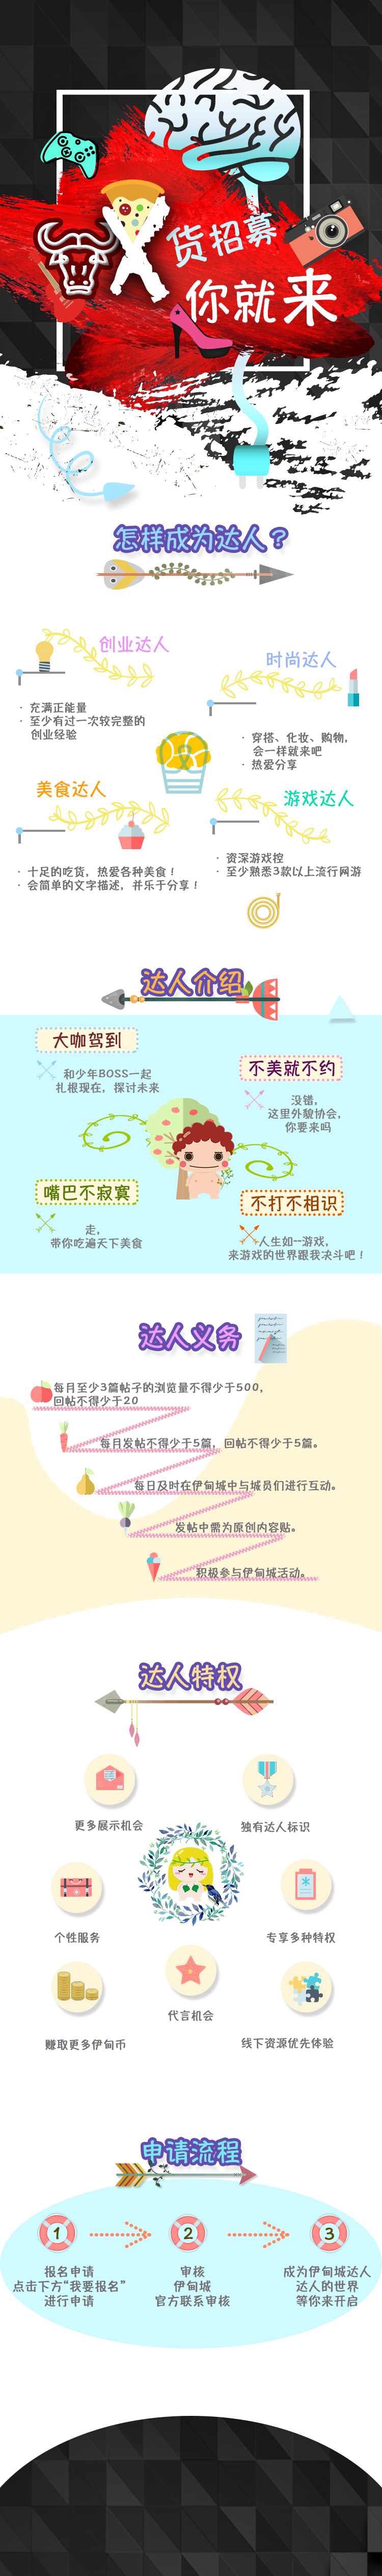 货招募
你就来
怎样成为达人？
创业达人
· 充满正能量
· 至少有过一次较完整的
创业经验
时尚达人
· 穿搭、化妆、购物，
会一样就来吧
· 热爱分享
美食达人
· 十足的吃货，热爱各种美食！
· 会简单的文字描述，并乐于分享！
游戏达人
· 资深游戏控
· 至少熟悉3款以上流行网游
达人介绍
大咖驾到
和少年BOSS一起
扎根现在，探讨未来
不美就不约
没错，
这里外貌协会，
你要来吗
嘴巴不寂寞
走，
带你吃遍天下美食
不打不相识
人生如一游戏，
来游戏的世界跟我决斗吧！
达人义务
每月至少3篇帖子的浏览量不得少于500，
回帖不得少于20
每月发帖不得少于5篇，回帖不得少于5篇。
每日及时在伊甸城中与城员们进行互动。
发帖中需为原创内容贴。
积极参与伊甸城活动。
达人特权
更多展示机会
独有达人标识
个性服务
专享多种特权
代言机会
赚取更多伊甸币
线下资源优先体验
申请流程
1
报名申请
点击下方“我要报名”
进行申请
2
审核
伊甸城
官方联系审核
3
成为伊甸城达人
达人的世界
等你来开启